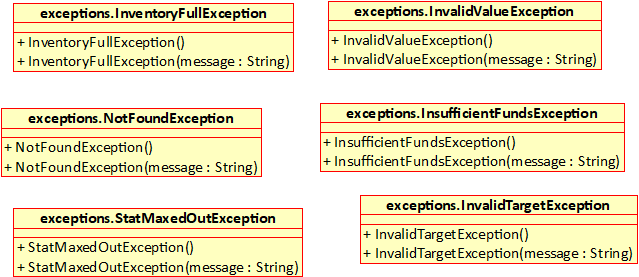 exceptions.InventoryFullException
+ InventoryFullException()
+ InventoryFullException(message : String)
exceptions.InvalidValueException
+ InvalidValueException()
+ InvalidValueException(message : String)
exceptions.NotFoundException
+ NotFoundException()
+ NotFoundException(message : String)
exceptions.InsufficientFundsException
+ InsufficientFundsException()
+ InsufficientFundsException(message : String)
exceptions.StatMaxedOutException
+ StatMaxedOutException()
+ StatMaxedOutException(message : String)
exceptions.InvalidTargetException
+ InvalidTargetException()
+ InvalidTargetException(message : String)